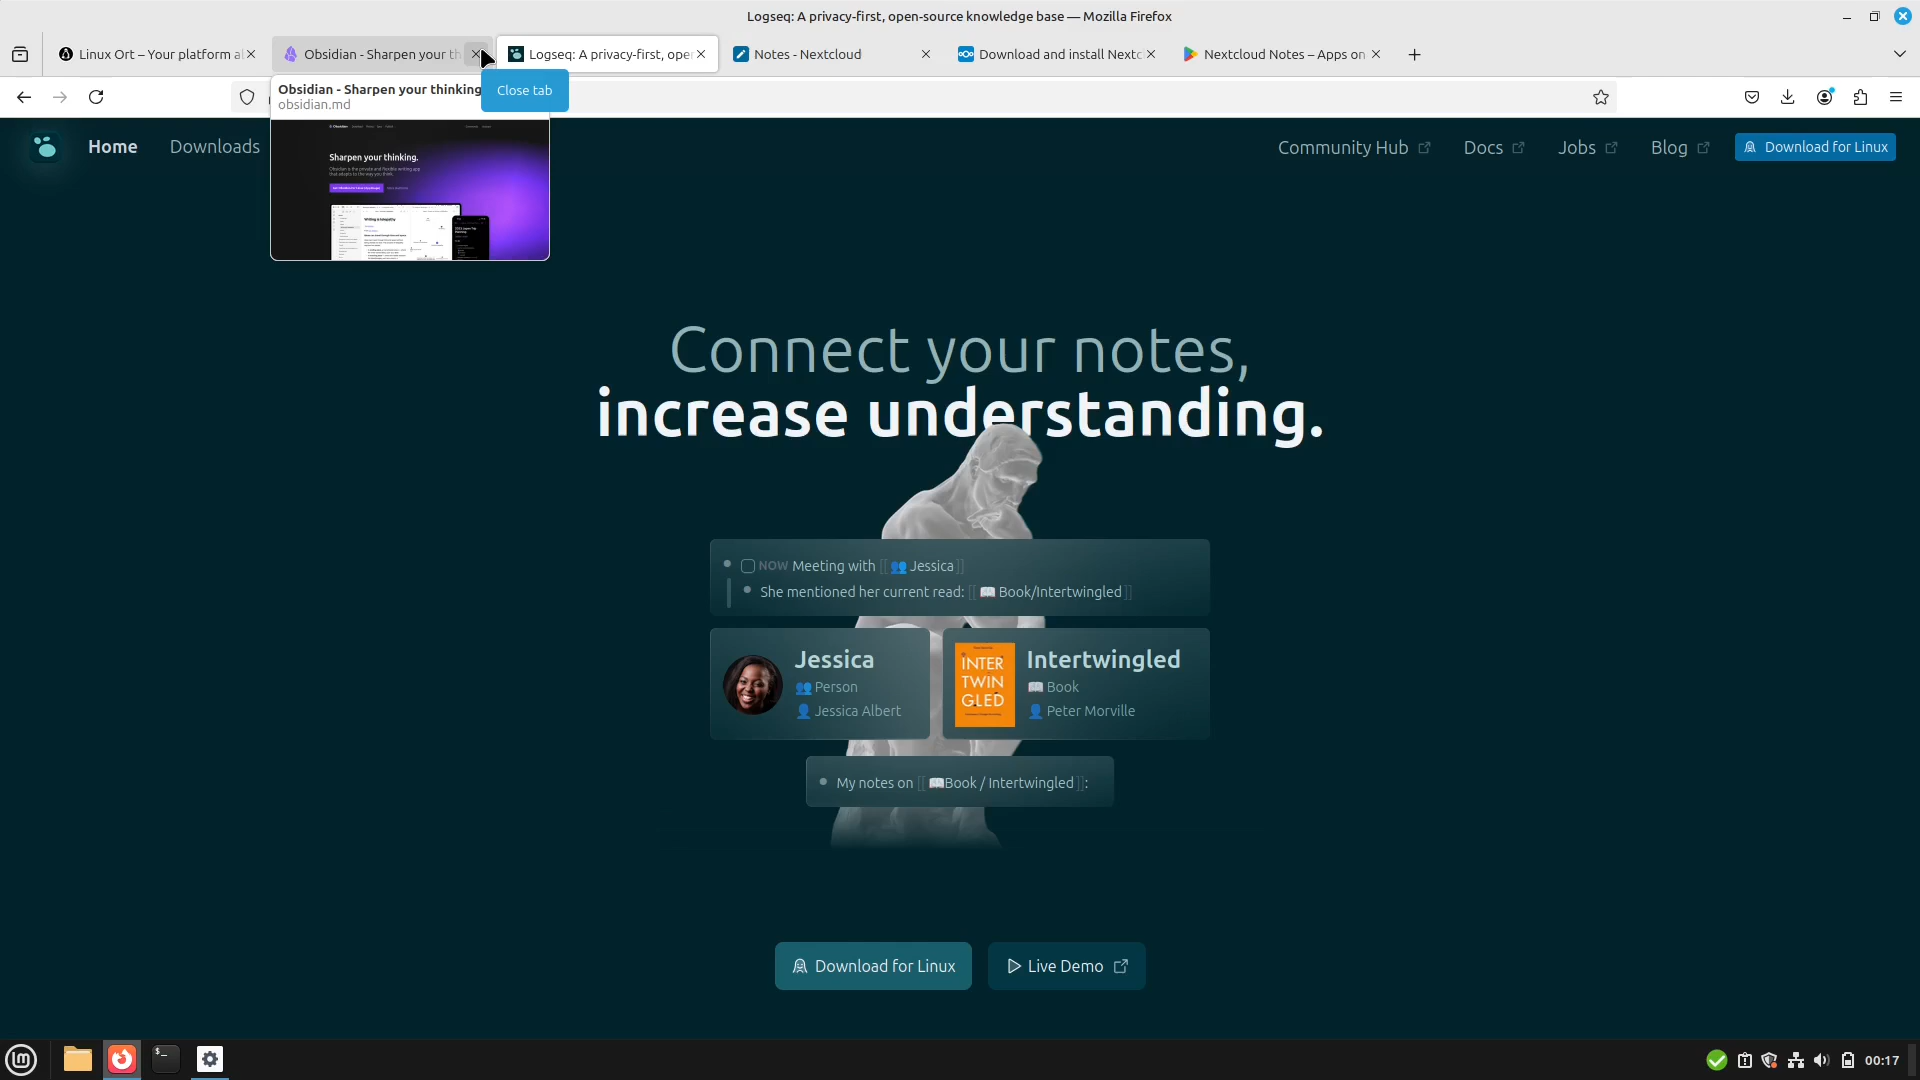 Logseq: A privacy-first, open-source knowledge base — Mozilla Firefox
Linux Ort – Your platform al
Obsidian - Sharpen your th
Logseq: A privacy-first, ope
Notes - Nextcloud
Download and install Nextc
Nextcloud Notes – Apps on
Obsidian - Sharpen your thinking
obsidian.md
Close tab
Home
Downloads
Community Hub
Docs
Jobs
Blog
Download for Linux
Sharpen your thinking.
Connect your notes,
increase understanding.
NOW Meeting with [[ 👥 Jessica ]]
She mentioned her current read: [[ 📖 Book/Intertwingled ]]
Jessica
👥 Person
👤 Jessica Albert
INTER
TWIN
GLED
Intertwingled
📖 Book
👤 Peter Morville
My notes on [[ 📖Book / Intertwingled ]]:
Download for Linux
Live Demo
00:17